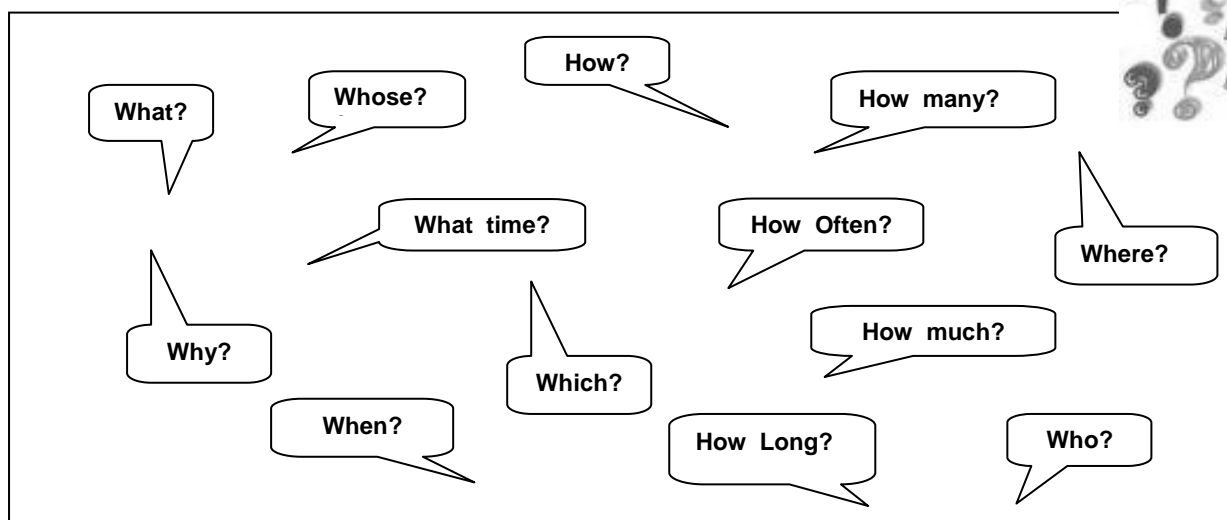 How?
What?
Whose?
How many?
What time?
How Often?
Where?
Why?
How much?
Which?
When?
How Long?
Who?